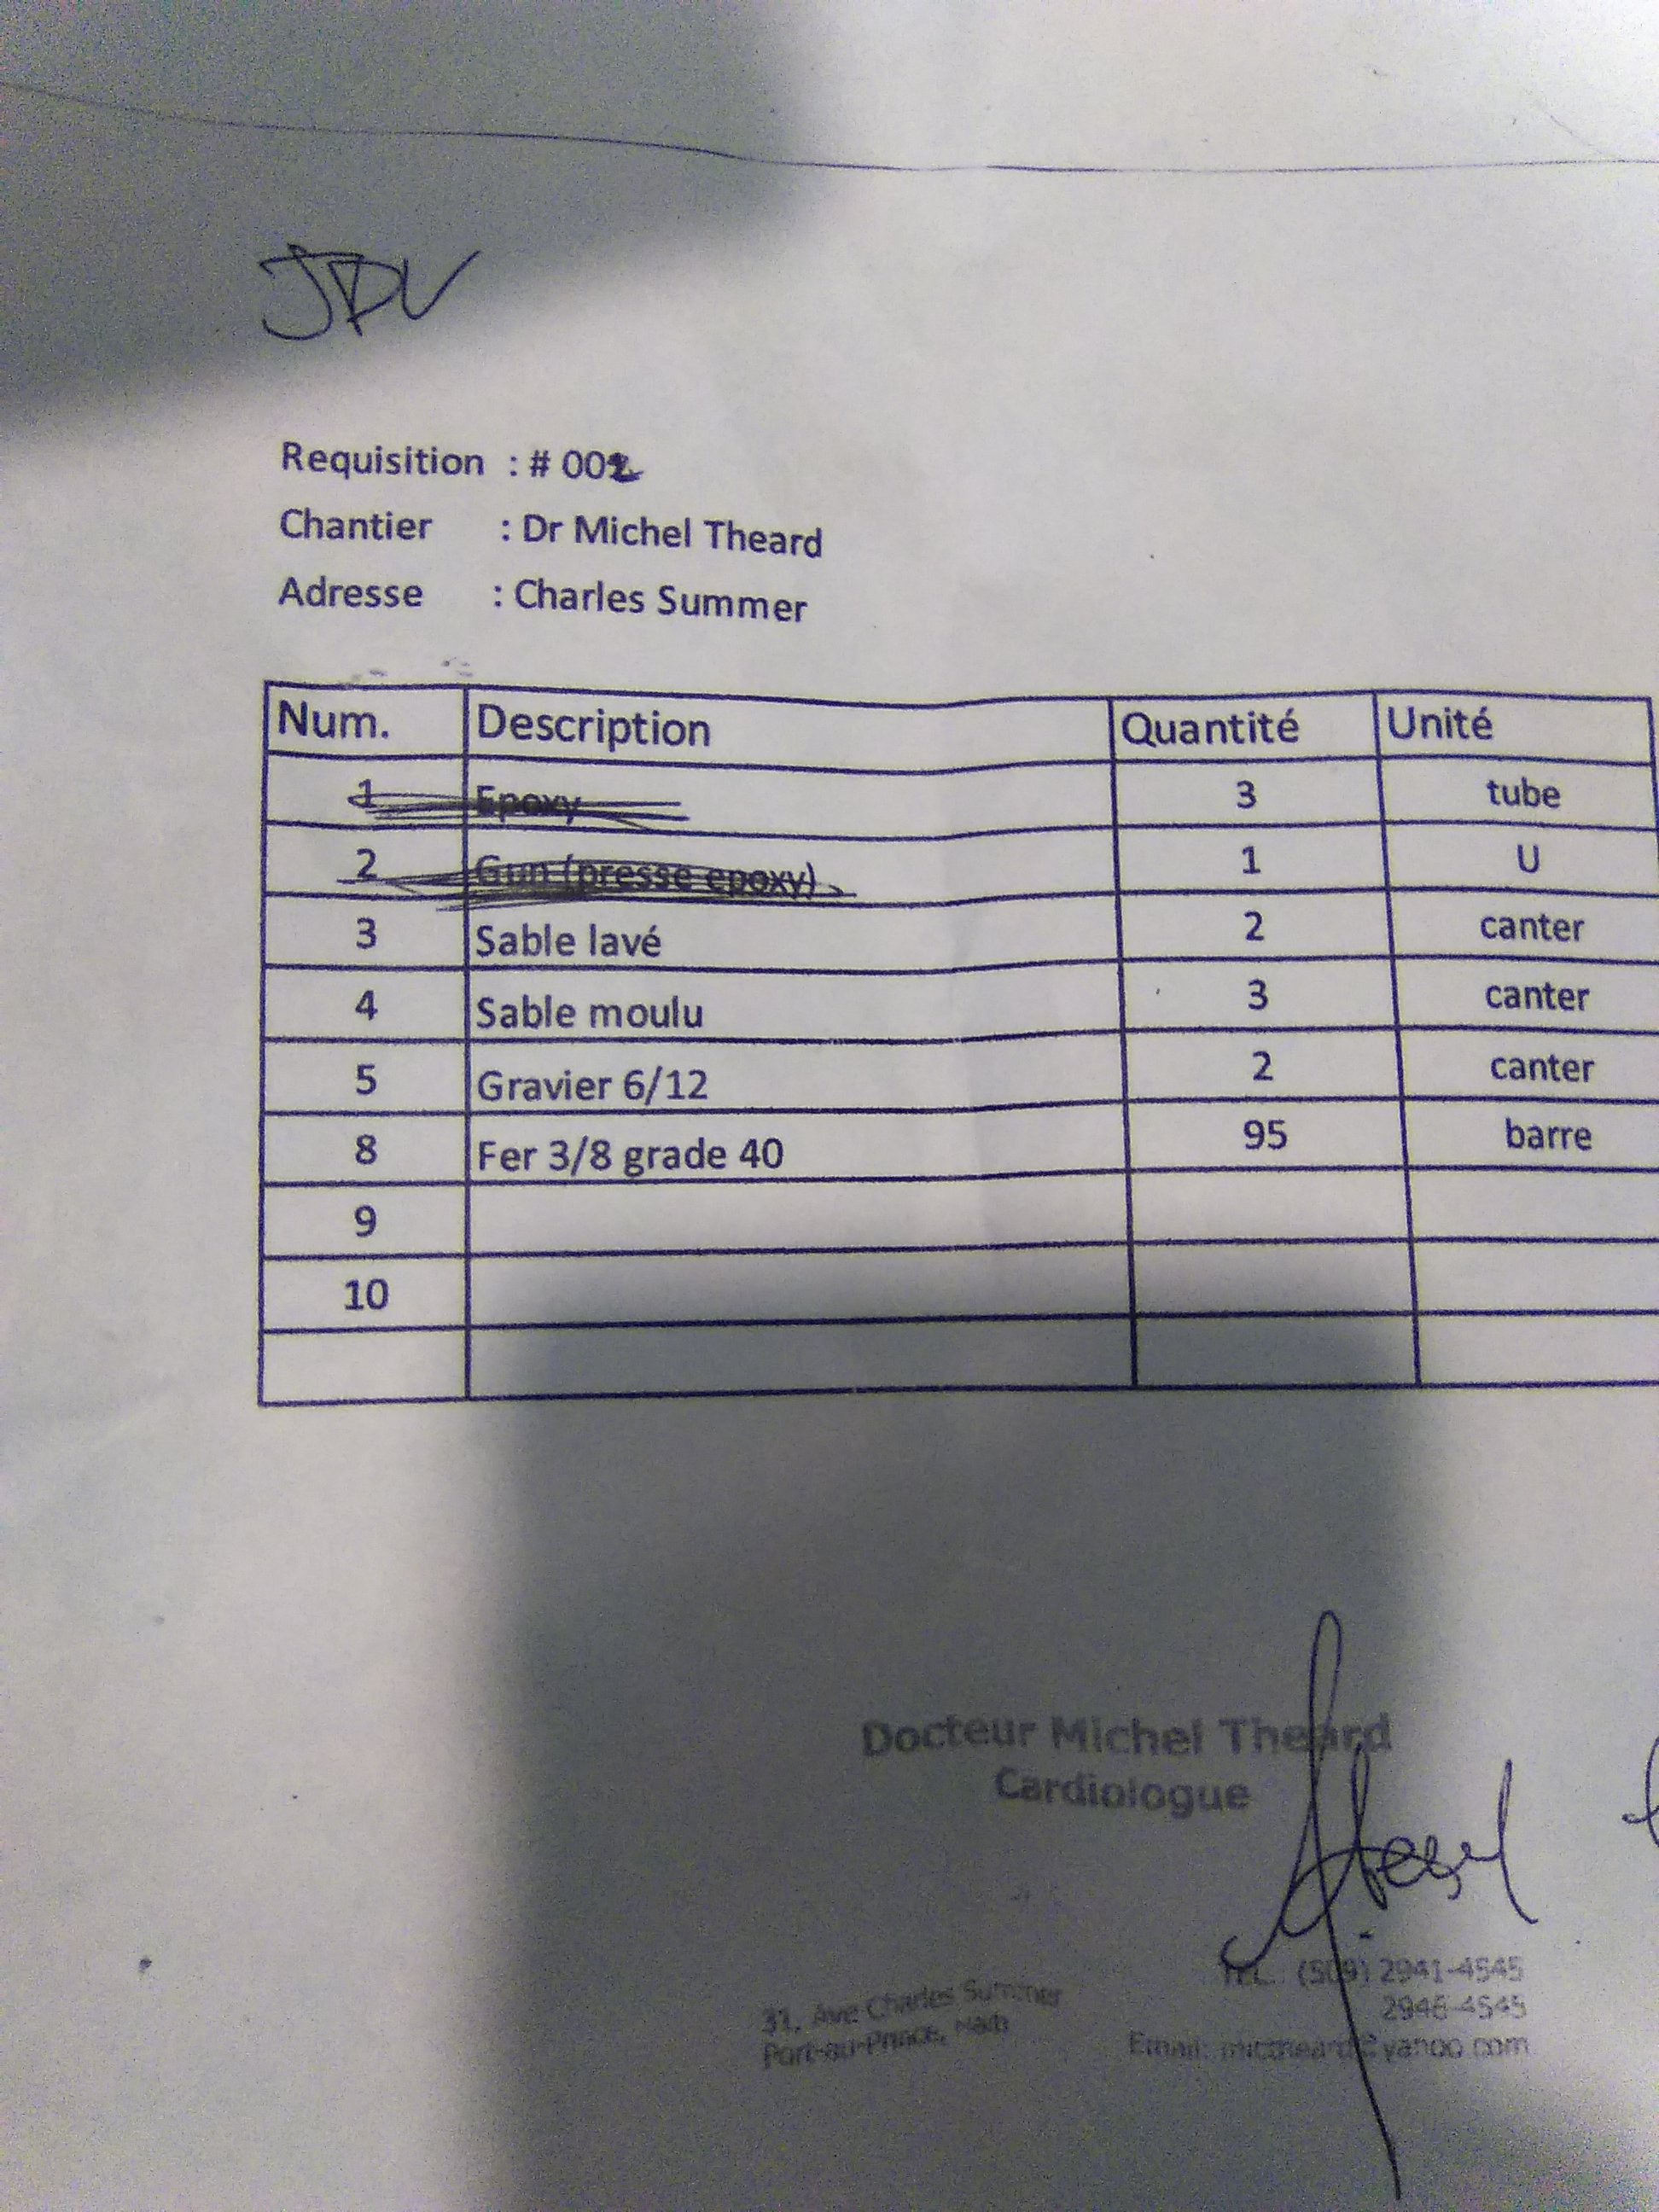 JDV
Requisition : # 002
Chantier : Dr Michel Theard
Adresse : Charles Summer
Num. Description Quantité Unité
1 Epoxy 3 tube
2 Gun (presse epoxy) 1 U
3 Sable lavé 2 canter
4 Sable moulu 3 canter
5 Gravier 6/12 2 canter
8 Fer 3/8 grade 40 95 barre
9
10
Docteur Michel Theard
Cardiologue
TEL.: (509) 2941-4545
2946-4545
31, Ave Charles Summer
Port-au-Prince, Haiti
Email: mictheard@yahoo.com